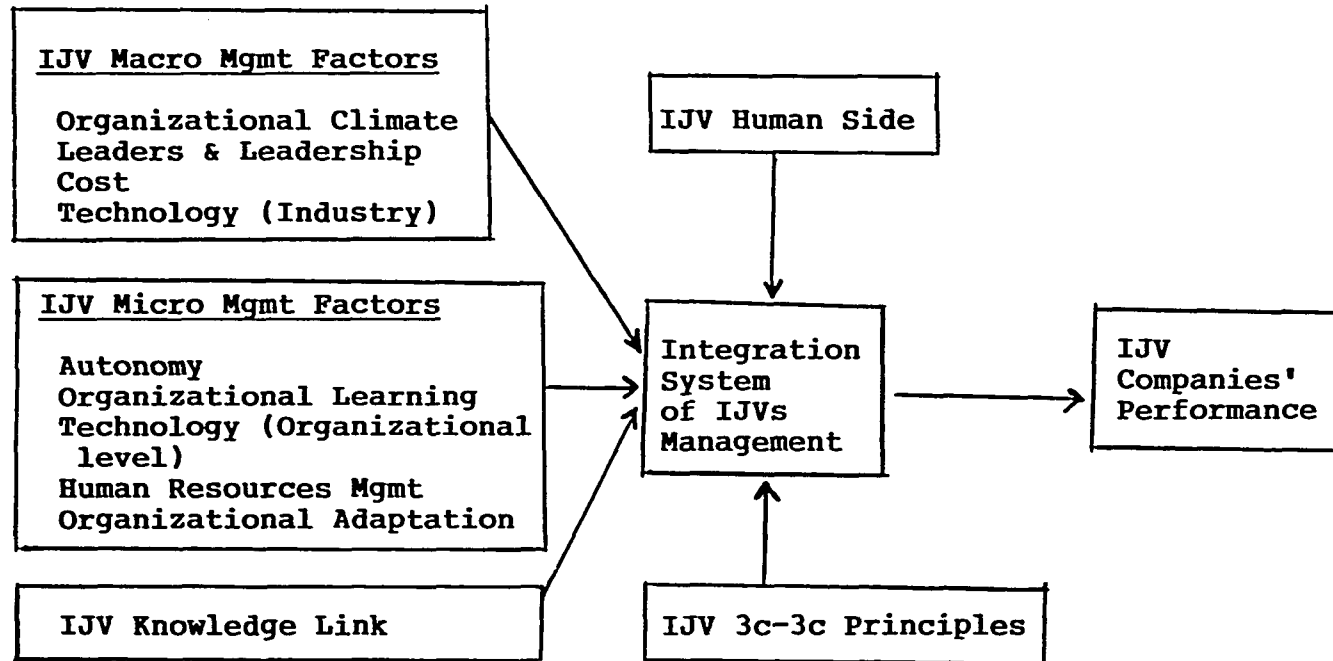 IJV Macro Mgmt Factors
Organizational Climate
Leaders & Leadership
Cost
Technology (Industry)
IJV Micro Mgmt Factors
Autonomy
Organizational Learning
Technology (Organizational
level)
Human Resources Mgmt
Organizational Adaptation
IJV Knowledge Link
IJV Human Side
Integration
System
of IJVs
Management
IJV 3c-3c Principles
IJV
Companies'
Performance